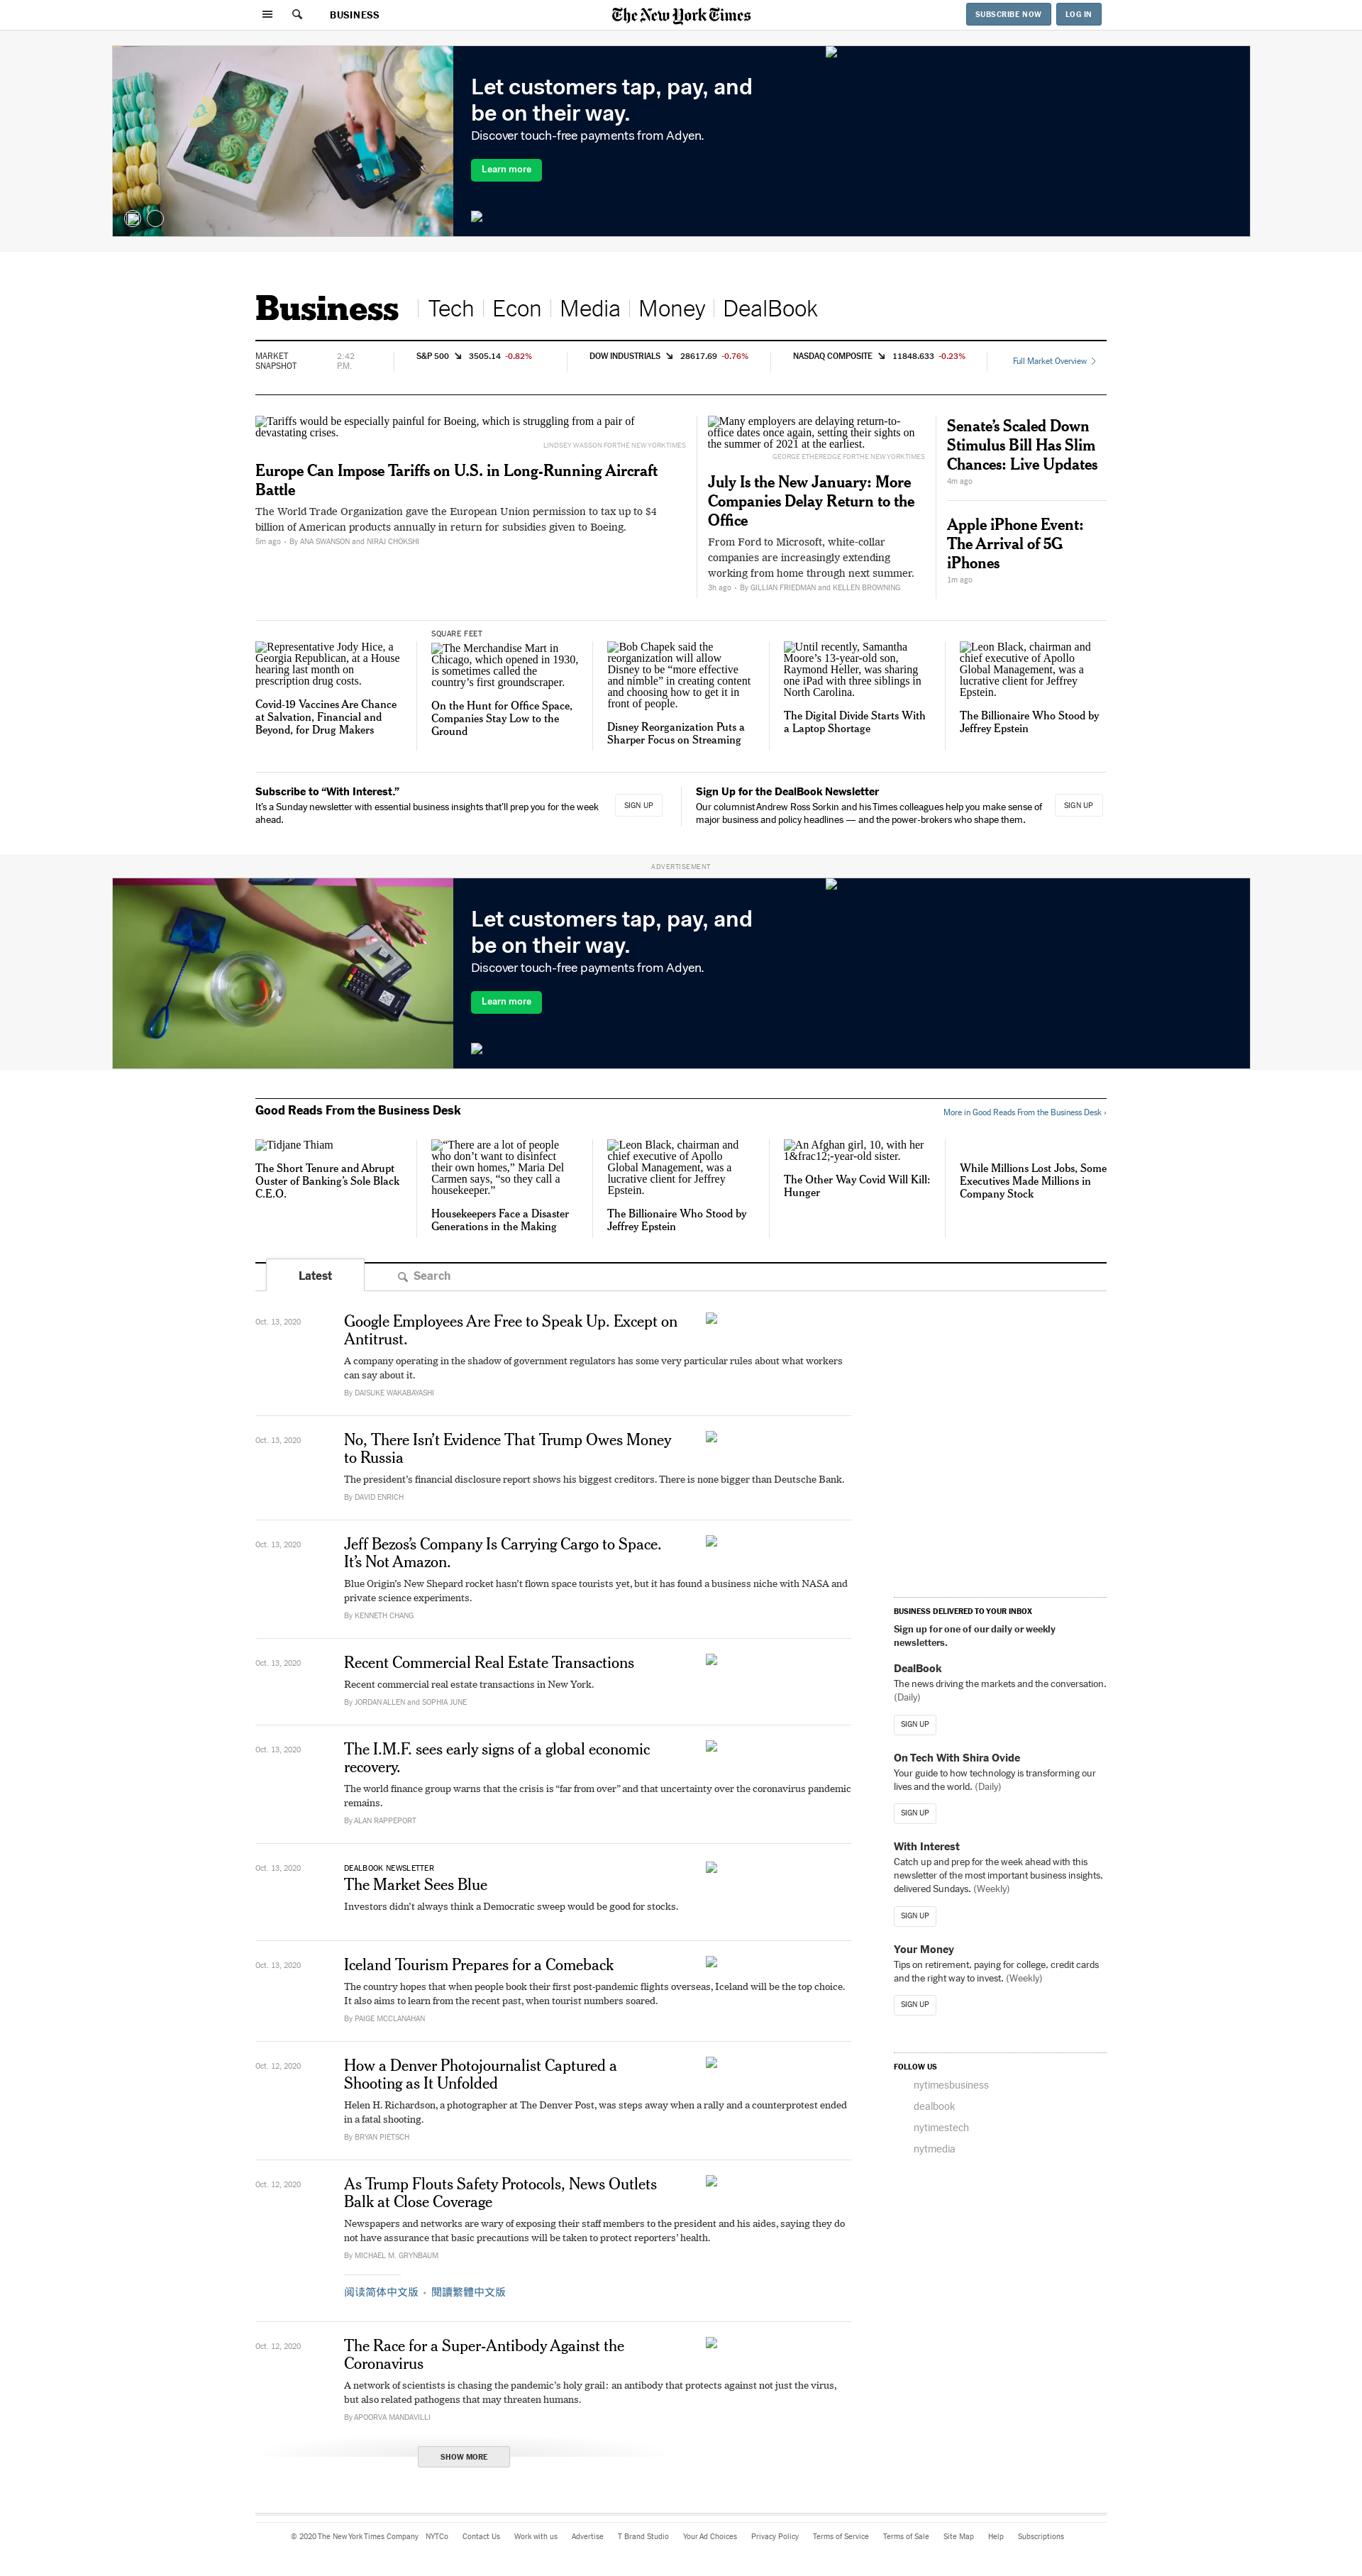 BUSINESS
The New York Times
SUBSCRIBE NOW
LOG IN
Let customers tap, pay, and
be on their way.
Discover touch-free payments from Adyen.
Learn more
Business
Tech
Econ
Media
Money
DealBook
MARKET
SNAPSHOT
2:42
P.M.
S&P 500 ↘ 3505.14 -0.82%
DOW INDUSTRIALS ↘ 28617.69 -0.76%
NASDAQ COMPOSITE ↘ 11848.633 -0.23%
Full Market Overview
Tariffs would be especially painful for Boeing, which is struggling from a pair of
devastating crises.
LINDSEY WASSON FOR THE NEW YORK TIMES
Europe Can Impose Tariffs on U.S. in Long-Running Aircraft
Battle
The World Trade Organization gave the European Union permission to tax up to $4
billion of American products annually in return for subsidies given to Boeing.
5m ago • By ANA SWANSON and NIRAJ CHOKSHI
Many employers are delaying return-to-
office dates once again, setting their sights on
the summer of 2021 at the earliest.
GEORGE ETHEREDGE FOR THE NEW YORK TIMES
July Is the New January: More
Companies Delay Return to the
Office
From Ford to Microsoft, white-collar
companies are increasingly extending
working from home through next summer.
3h ago • By GILLIAN FRIEDMAN and KELLEN BROWNING
Senate’s Scaled Down
Stimulus Bill Has Slim
Chances: Live Updates
4m ago
Apple iPhone Event:
The Arrival of 5G
iPhones
1m ago
Representative Jody Hice, a
Georgia Republican, at a House
hearing last month on
prescription drug costs.
Covid-19 Vaccines Are Chance
at Salvation, Financial and
Beyond, for Drug Makers
SQUARE FEET
The Merchandise Mart in
Chicago, which opened in 1930,
is sometimes called the
country’s first groundscraper.
On the Hunt for Office Space,
Companies Stay Low to the
Ground
Bob Chapek said the
reorganization will allow
Disney to be “more effective
and nimble” in creating content
and choosing how to get it in
front of people.
Disney Reorganization Puts a
Sharper Focus on Streaming
Until recently, Samantha
Moore’s 13-year-old son,
Raymond Heller, was sharing
one iPad with three siblings in
North Carolina.
The Digital Divide Starts With
a Laptop Shortage
Leon Black, chairman and
chief executive of Apollo
Global Management, was a
lucrative client for Jeffrey
Epstein.
The Billionaire Who Stood by
Jeffrey Epstein
Subscribe to “With Interest.”
It’s a Sunday newsletter with essential business insights that’ll prep you for the week
ahead.
SIGN UP
Sign Up for the DealBook Newsletter
Our columnist Andrew Ross Sorkin and his Times colleagues help you make sense of
major business and policy headlines — and the power-brokers who shape them.
SIGN UP
ADVERTISEMENT
Let customers tap, pay, and
be on their way.
Discover touch-free payments from Adyen.
Learn more
Good Reads From the Business Desk
More in Good Reads From the Business Desk ›
Tidjane Thiam
The Short Tenure and Abrupt
Ouster of Banking’s Sole Black
C.E.O.
“There are a lot of people
who don’t want to disinfect
their own homes,” Maria Del
Carmen says, “so they call a
housekeeper.”
Housekeepers Face a Disaster
Generations in the Making
Leon Black, chairman and
chief executive of Apollo
Global Management, was a
lucrative client for Jeffrey
Epstein.
The Billionaire Who Stood by
Jeffrey Epstein
An Afghan girl, 10, with her
1&frac12;-year-old sister.
The Other Way Covid Will Kill:
Hunger
While Millions Lost Jobs, Some
Executives Made Millions in
Company Stock
Latest
Search
Oct. 13, 2020
Google Employees Are Free to Speak Up. Except on
Antitrust.
A company operating in the shadow of government regulators has some very particular rules about what workers
can say about it.
By DAISUKE WAKABAYASHI
Oct. 13, 2020
No, There Isn’t Evidence That Trump Owes Money
to Russia
The president’s financial disclosure report shows his biggest creditors. There is none bigger than Deutsche Bank.
By DAVID ENRICH
Oct. 13, 2020
Jeff Bezos’s Company Is Carrying Cargo to Space.
It’s Not Amazon.
Blue Origin’s New Shepard rocket hasn’t flown space tourists yet, but it has found a business niche with NASA and
private science experiments.
By KENNETH CHANG
Oct. 13, 2020
Recent Commercial Real Estate Transactions
Recent commercial real estate transactions in New York.
By JORDAN ALLEN and SOPHIA JUNE
Oct. 13, 2020
The I.M.F. sees early signs of a global economic
recovery.
The world finance group warns that the crisis is “far from over” and that uncertainty over the coronavirus pandemic
remains.
By ALAN RAPPEPORT
Oct. 13, 2020
DEALBOOK NEWSLETTER
The Market Sees Blue
Investors didn’t always think a Democratic sweep would be good for stocks.
Oct. 13, 2020
Iceland Tourism Prepares for a Comeback
The country hopes that when people book their first post-pandemic flights overseas, Iceland will be the top choice.
It also aims to learn from the recent past, when tourist numbers soared.
By PAIGE MCCLANAHAN
Oct. 12, 2020
How a Denver Photojournalist Captured a
Shooting as It Unfolded
Helen H. Richardson, a photographer at The Denver Post, was steps away when a rally and a counterprotest ended
in a fatal shooting.
By BRYAN PIETSCH
Oct. 12, 2020
As Trump Flouts Safety Protocols, News Outlets
Balk at Close Coverage
Newspapers and networks are wary of exposing their staff members to the president and his aides, saying they do
not have assurance that basic precautions will be taken to protect reporters’ health.
By MICHAEL M. GRYNBAUM
阅读简体中文版 • 閱讀繁體中文版
Oct. 12, 2020
The Race for a Super-Antibody Against the
Coronavirus
A network of scientists is chasing the pandemic’s holy grail: an antibody that protects against not just the virus,
but also related pathogens that may threaten humans.
By APOORVA MANDAVILLI
SHOW MORE
BUSINESS DELIVERED TO YOUR INBOX
Sign up for one of our daily or weekly
newsletters.
DealBook
The news driving the markets and the conversation.
(Daily)
SIGN UP
On Tech With Shira Ovide
Your guide to how technology is transforming our
lives and the world. (Daily)
SIGN UP
With Interest
Catch up and prep for the week ahead with this
newsletter of the most important business insights,
delivered Sundays. (Weekly)
SIGN UP
Your Money
Tips on retirement, paying for college, credit cards
and the right way to invest. (Weekly)
SIGN UP
FOLLOW US
nytimesbusiness
dealbook
nytimestech
nytmedia
© 2020 The New York Times Company NYTCo Contact Us Work with us Advertise T Brand Studio Your Ad Choices Privacy Policy Terms of Service Terms of Sale Site Map Help Subscriptions